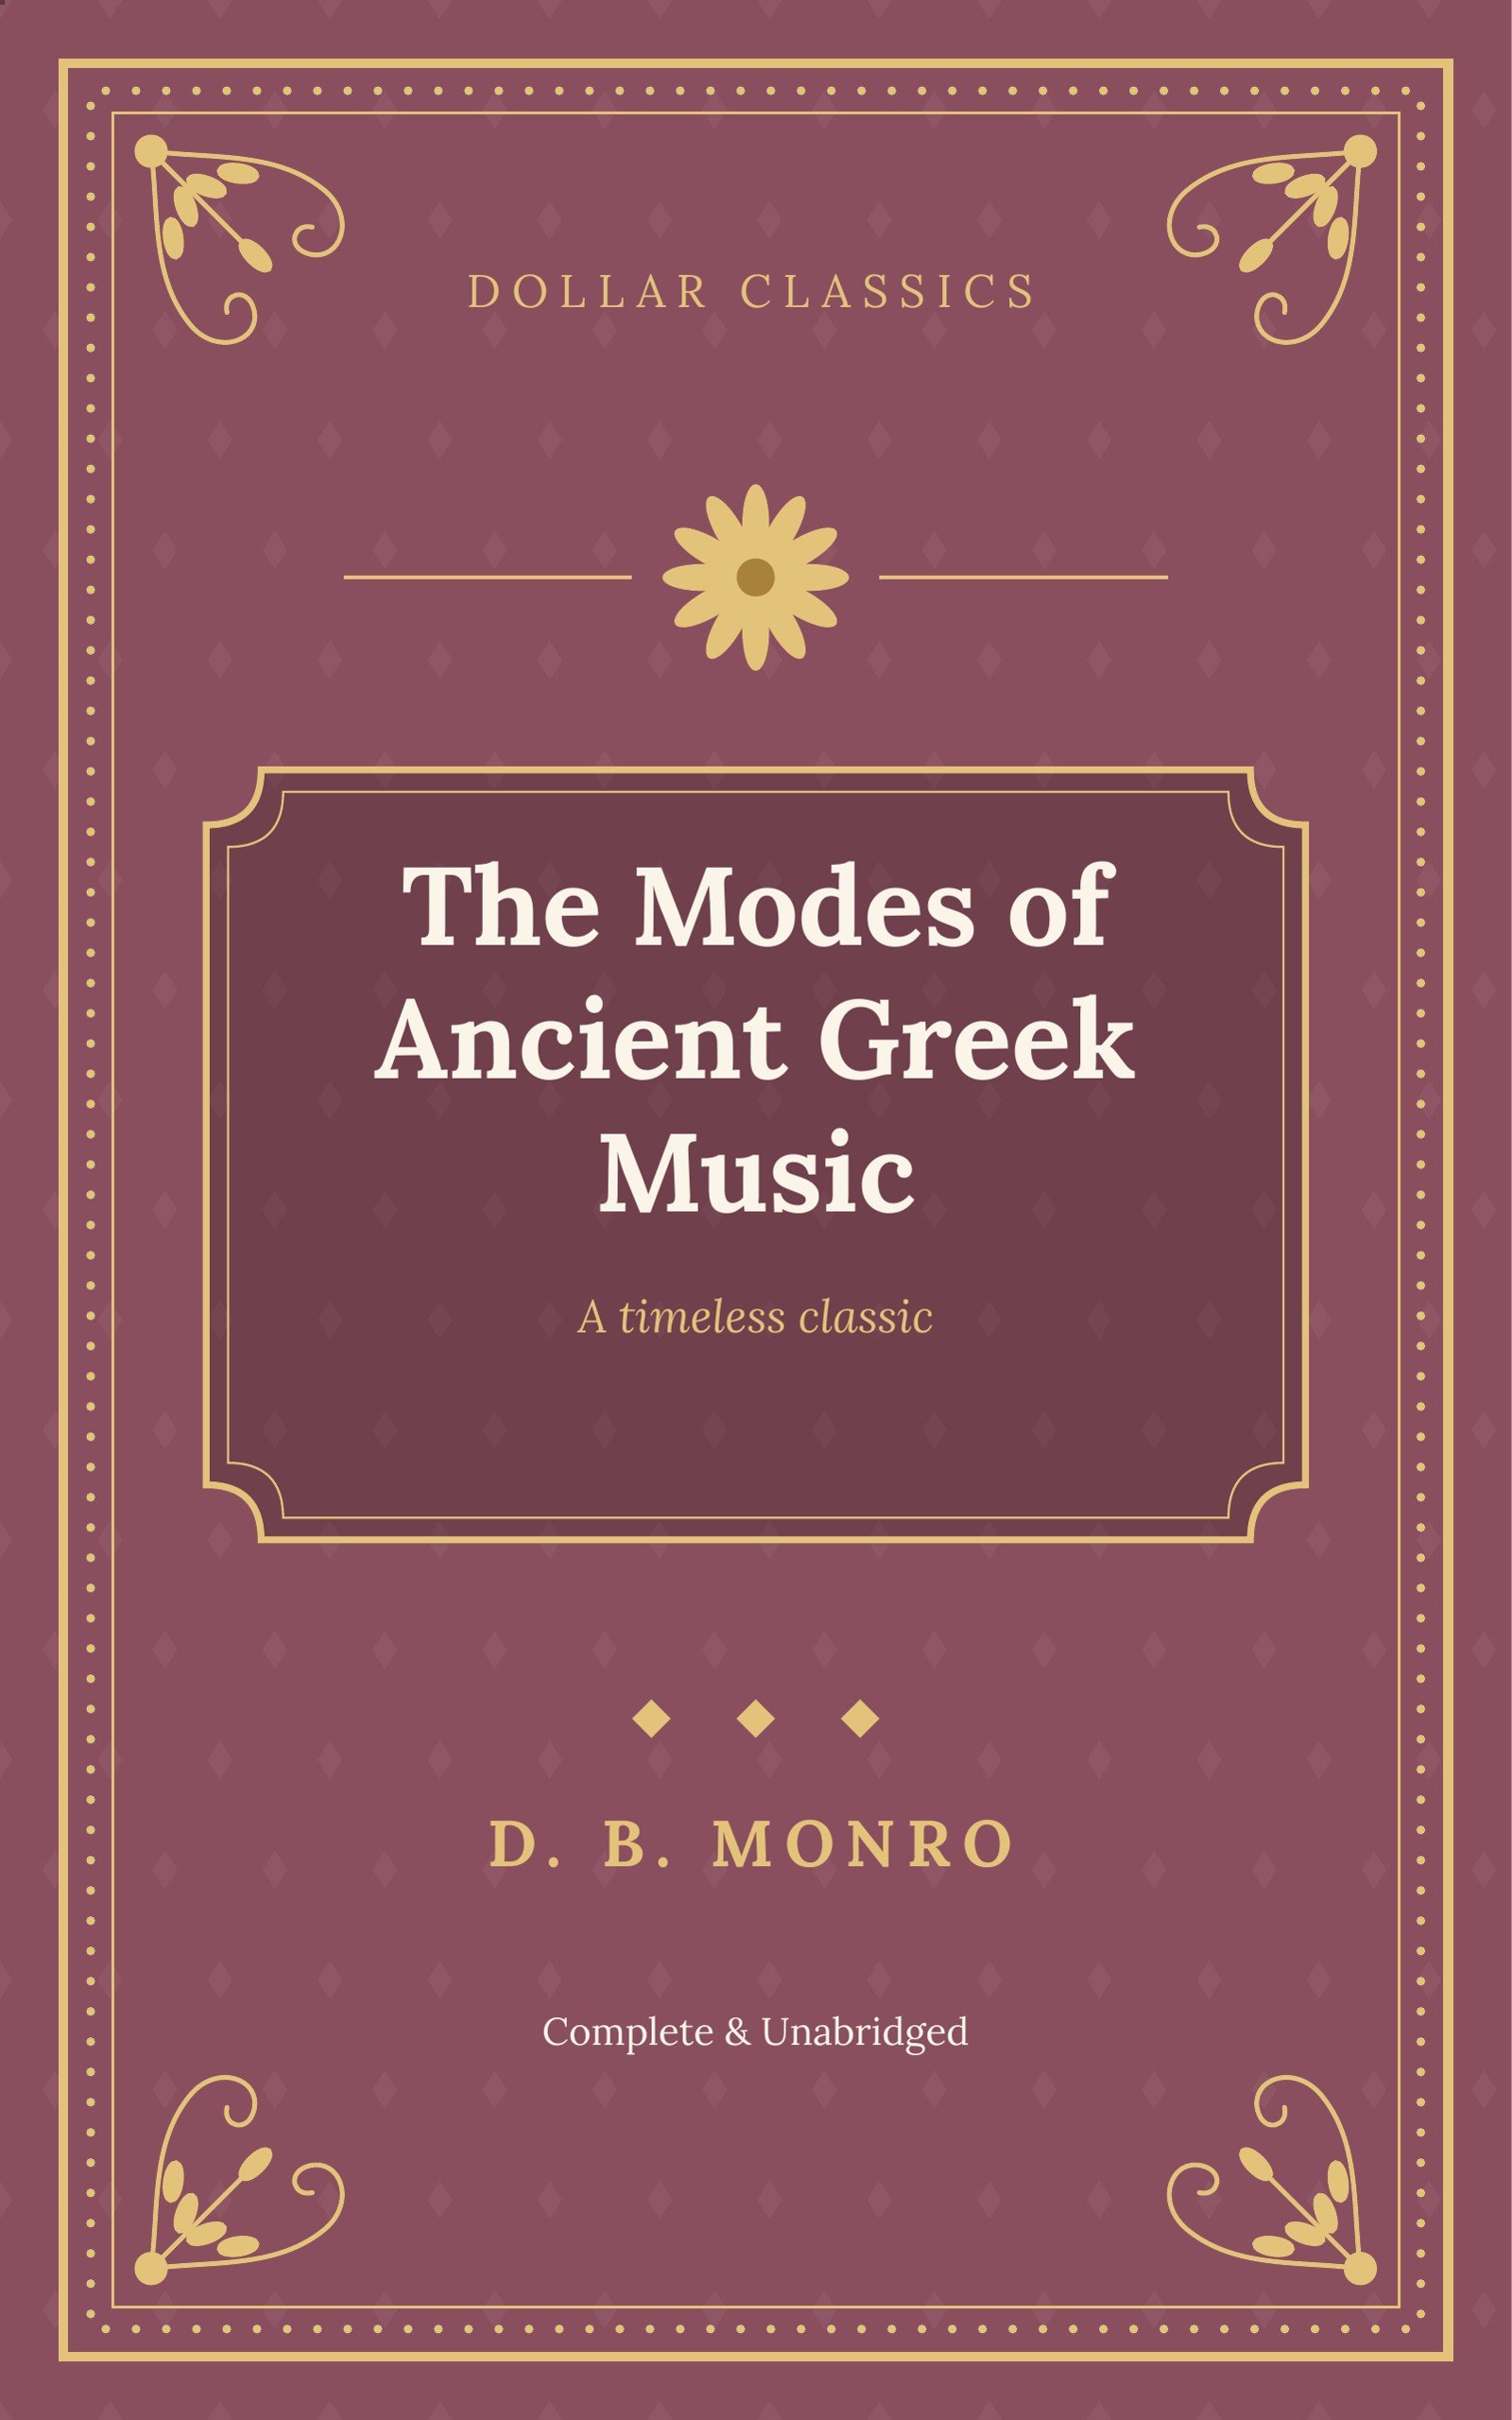 DOLLAR CLASSICS
The Modes of
Ancient Greek
Music
A timeless classic
D. B. MONRO
Complete & Unabridged